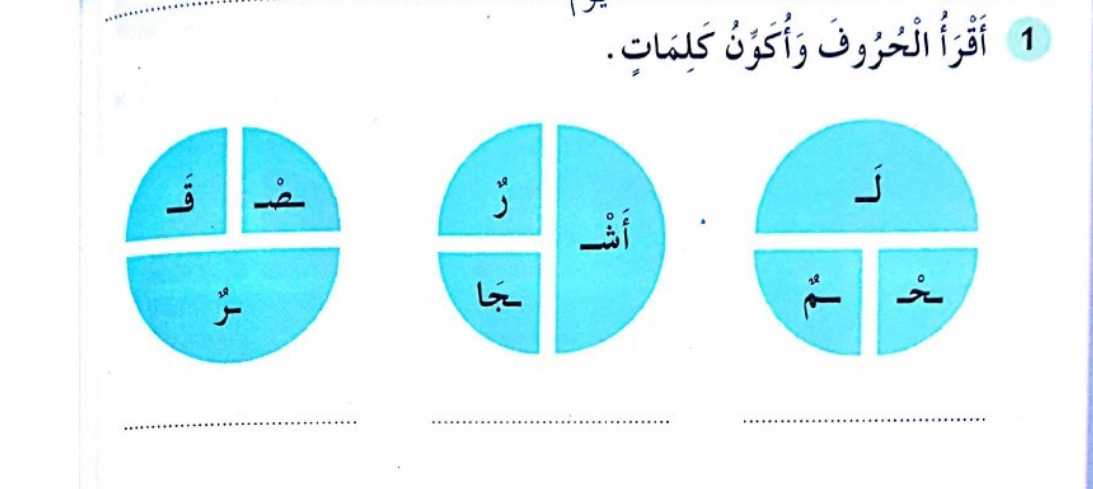 1 أَقْرَأُ الْحُرُوفَ وَأُكَوِّنُ كَلِمَاتٍ.
لَـ
ـحْـ ـمٌ
أَشْـ
رٌ
ـجَا
ـصْـ قَـ
ـرٌ